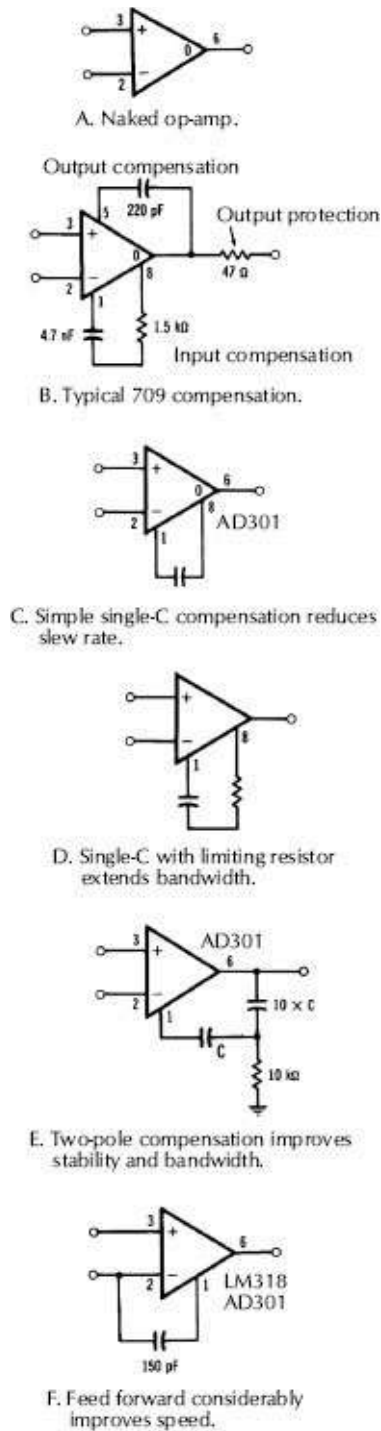 3
+
0
6
−
2
A. Naked op-amp.
Output compensation
220 pF
5
Output protection
3
+
0
8
47 Ω
−
2
1
4.7 nF
1.5 kΩ
Input compensation
B. Typical 709 compensation.
3
+
0
6
−
2
8
AD301
1
C. Simple single-C compensation reduces
slew rate.
+
−
8
1
D. Single-C with limiting resistor
extends bandwidth.
AD301
3
+
6
−
2
1
10 × C
C
10 kΩ
E. Two-pole compensation improves
stability and bandwidth.
3
+
6
−
2
1
LM318
AD301
150 pF
F. Feed forward considerably
improves speed.